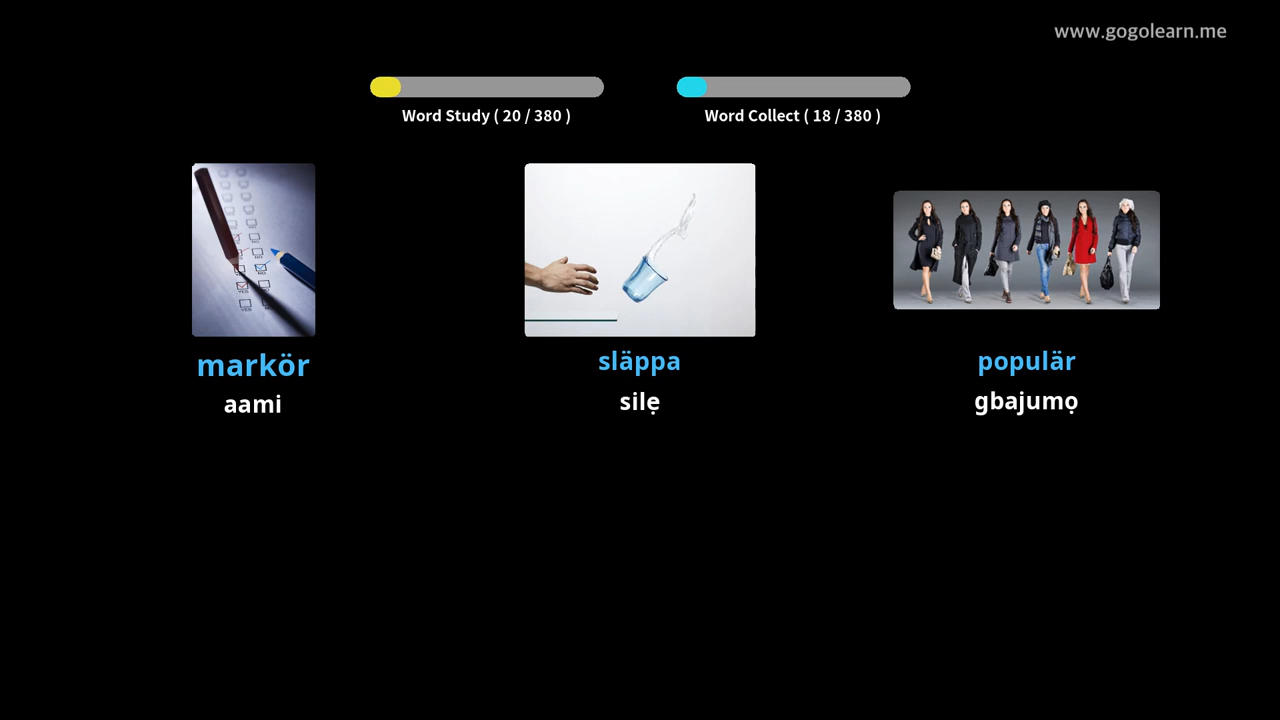 www.gogolearn.me
Word Study ( 20 / 380 )
Word Collect ( 18 / 380 )
markör
aami
släppa
silẹ
populär
gbajumọ